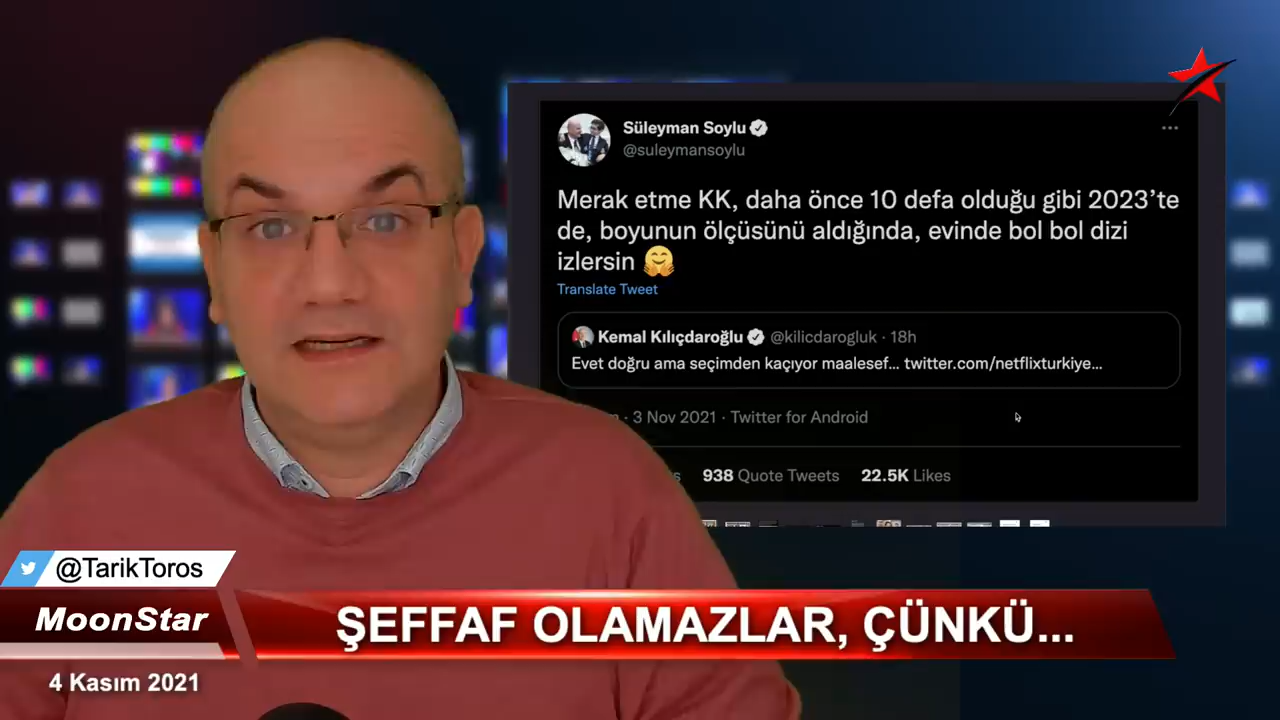 Süleyman Soylu
@suleymansoylu
Merak etme KK, daha önce 10 defa olduğu gibi 2023’te
de, boyunun ölçüsünü aldığında, evinde bol bol dizi
izlersin 🤗
Translate Tweet
Kemal Kılıçdaroğlu @kilicdarogluk · 18h
Evet doğru ama seçimden kaçıyor maalesef... twitter.com/netflixturkiye...
· 3 Nov 2021 · Twitter for Android
938 Quote Tweets 22.5K Likes
@TarikToros
MoonStar
ŞEFFAF OLAMAZLAR, ÇÜNKÜ...
4 Kasım 2021